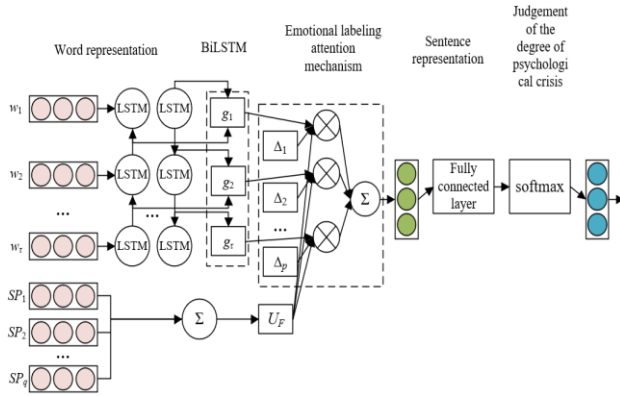 Word representation
BiLSTM
Emotional labeling
attention
mechanism
Sentence
representation
Judgement
of the
degree of
psychologi
cal crisis
w1
LSTM
LSTM
g1
Δ1
w2
LSTM
LSTM
g2
Δ2
Σ
Fully
connected
layer
softmax
...
...
...
wτ
LSTM
LSTM
gτ
Δp
SP1
SP2
Σ
UF
...
SPq